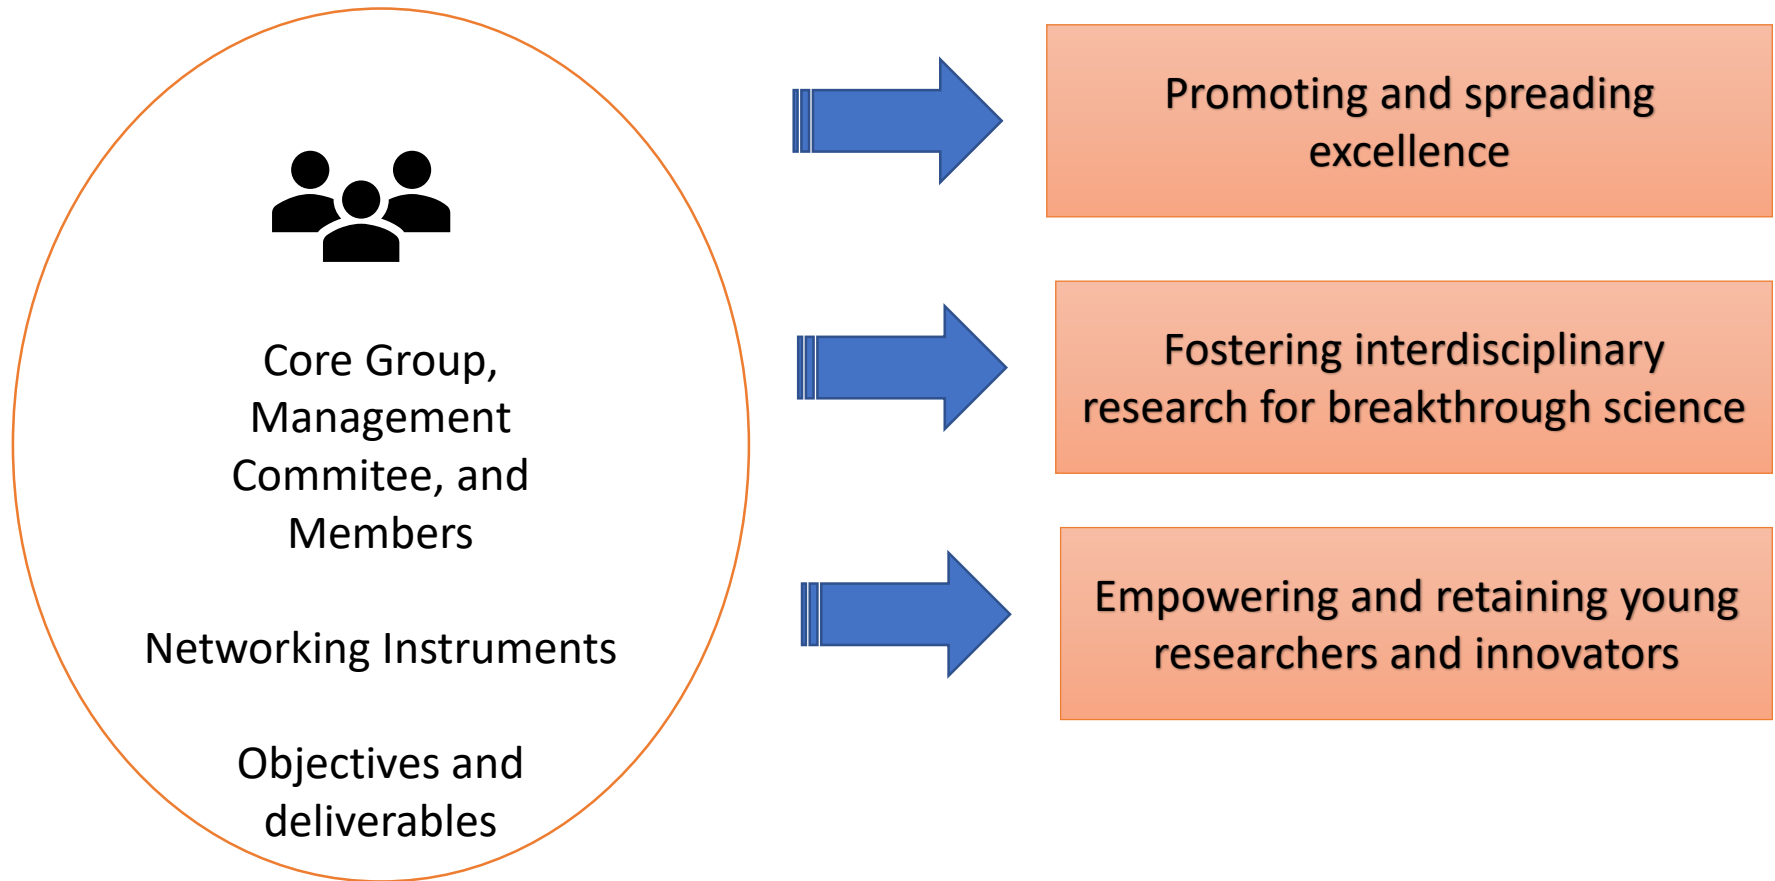 Core Group,
Management
Commitee, and
Members
Networking Instruments
Objectives and
deliverables
Promoting and spreading
excellence
Fostering interdisciplinary
research for breakthrough science
Empowering and retaining young
researchers and innovators